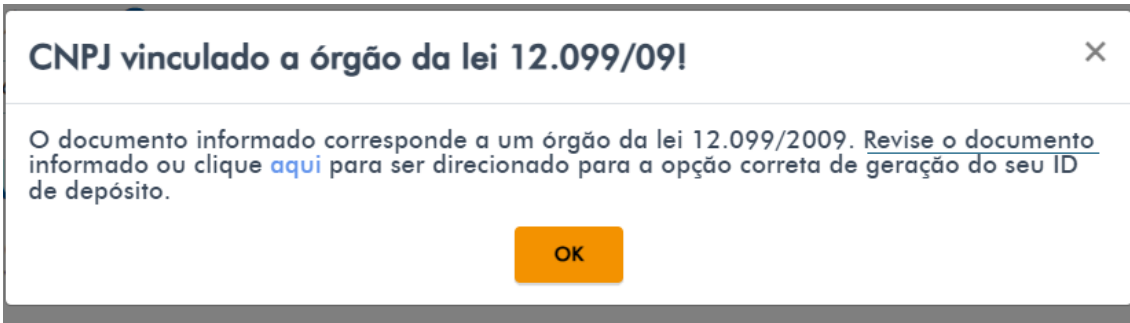 CNPJ vinculado a órgão da lei 12.099/09!
O documento informado corresponde a um órgão da lei 12.099/2009. Revise o documento
informado ou clique aqui para ser direcionado para a opção correta de geração do seu ID
de depósito.
OK